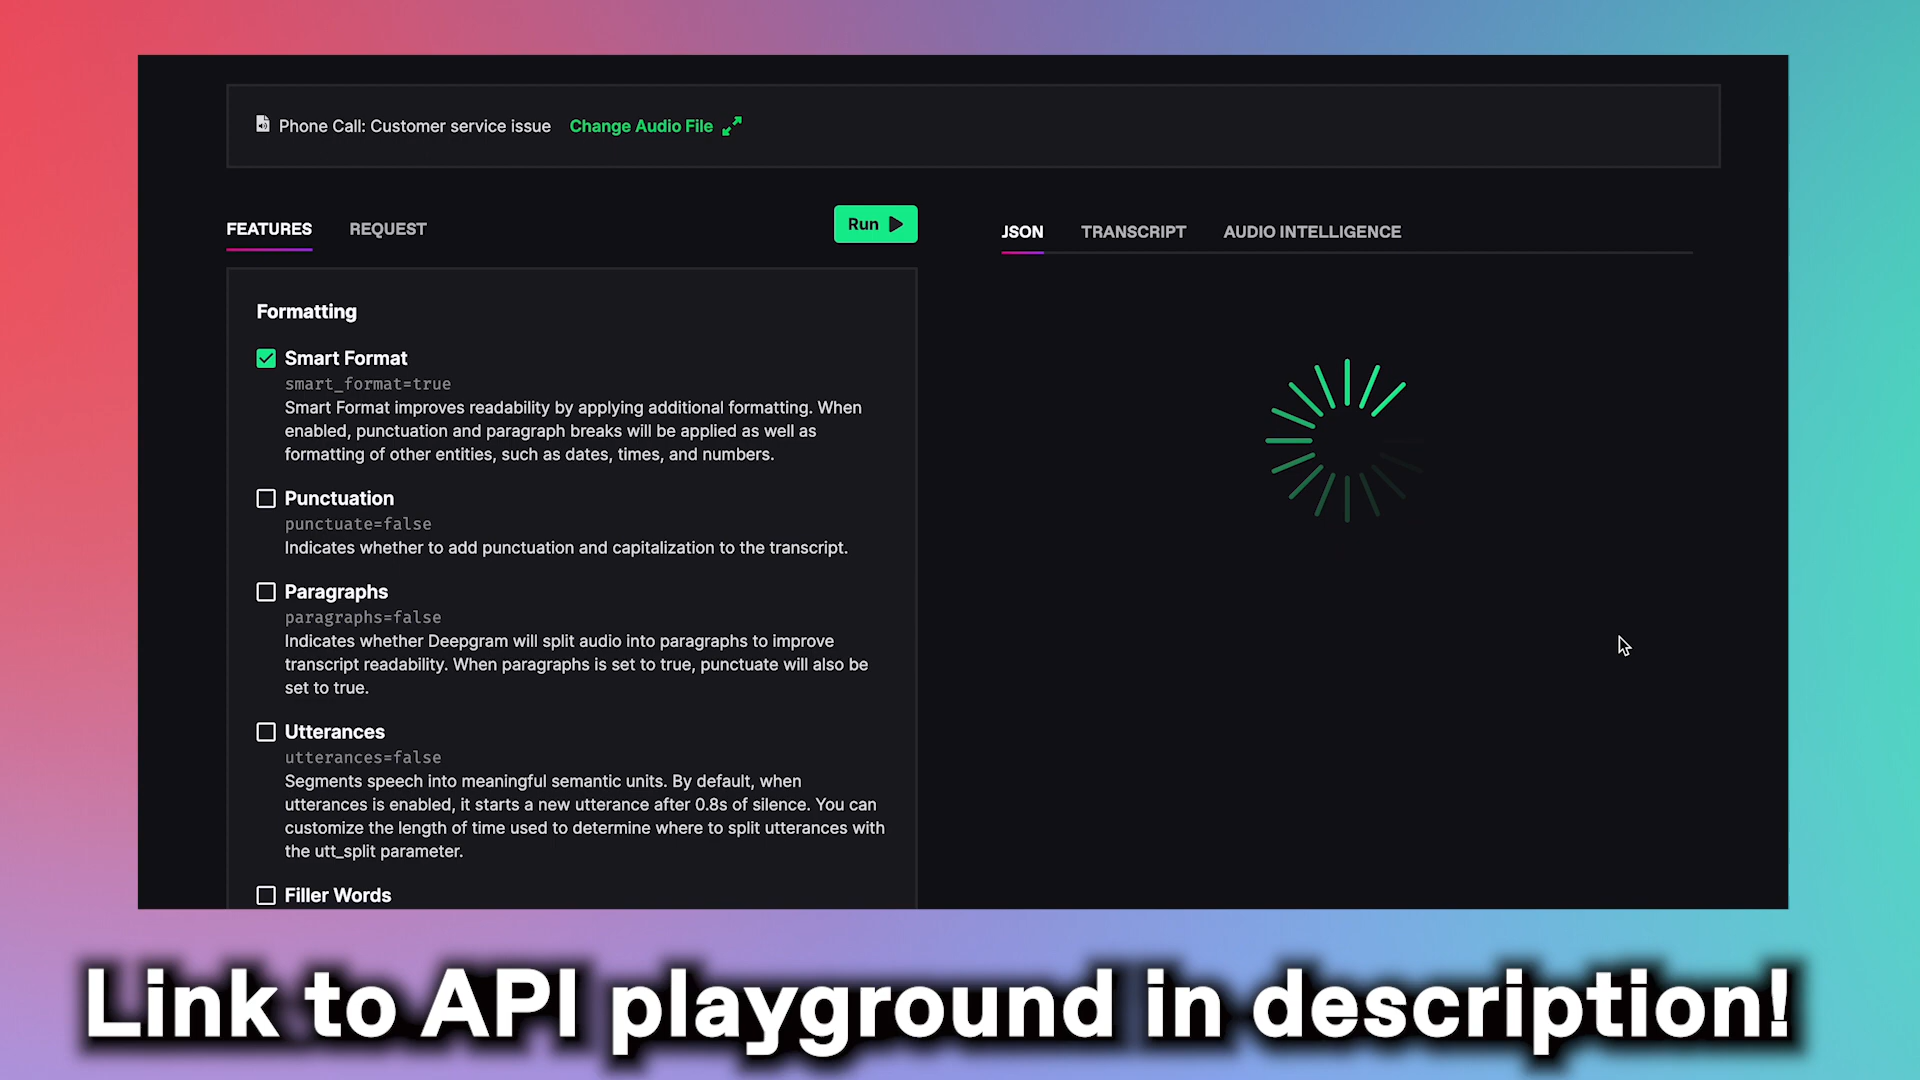 Phone Call: Customer service issue Change Audio File
FEATURES REQUEST Run
Formatting
Smart Format
smart_format=true
Smart Format improves readability by applying additional formatting. When
enabled, punctuation and paragraph breaks will be applied as well as
formatting of other entities, such as dates, times, and numbers.
Punctuation
punctuate=false
Indicates whether to add punctuation and capitalization to the transcript.
Paragraphs
paragraphs=false
Indicates whether Deepgram will split audio into paragraphs to improve
transcript readability. When paragraphs is set to true, punctuate will also be
set to true.
Utterances
utterances=false
Segments speech into meaningful semantic units. By default, when
utterances is enabled, it starts a new utterance after 0.8s of silence. You can
customize the length of time used to determine where to split utterances with
the utt_split parameter.
Filler Words
JSON TRANSCRIPT AUDIO INTELLIGENCE
Link to API playground in description!